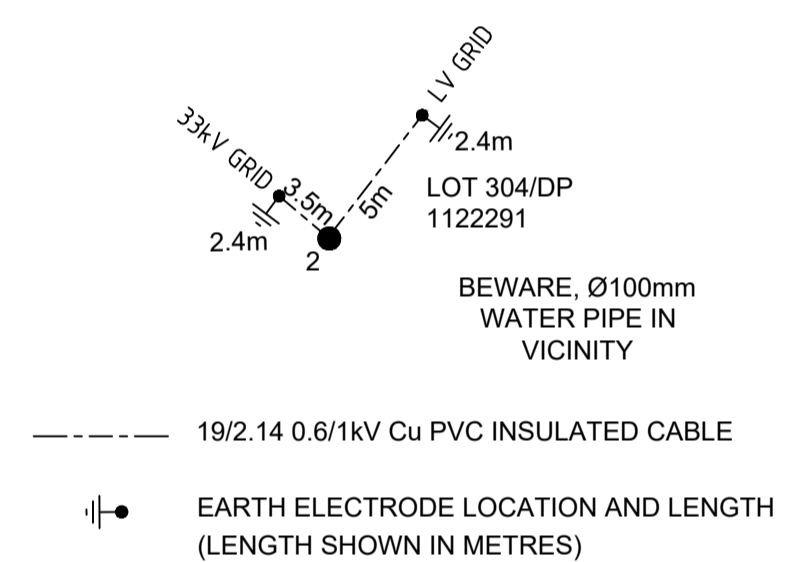 LV GRID
33kV GRID
2.4m
3.5m
5m
LOT 304/DP
1122291
2.4m
2
BEWARE, Ø100mm
WATER PIPE IN
VICINITY
19/2.14 0.6/1kV Cu PVC INSULATED CABLE
EARTH ELECTRODE LOCATION AND LENGTH
(LENGTH SHOWN IN METRES)